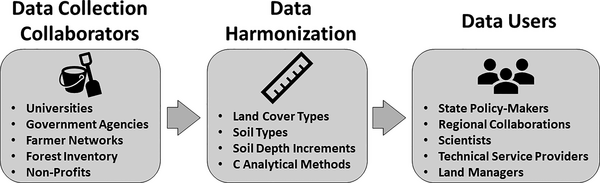 Data Collection
Collaborators
• Universities
• Government Agencies
• Farmer Networks
• Forest Inventory
• Non-Profits
Data
Harmonization
• Land Cover Types
• Soil Types
• Soil Depth Increments
• C Analytical Methods
Data Users
• State Policy-Makers
• Regional Collaborations
• Scientists
• Technical Service Providers
• Land Managers